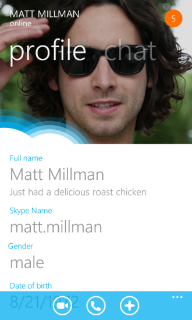 MATT MILLMAN
online
S
profile chat
Full name
Matt Millman
Just had a delicious roast chicken
Skype Name
matt.millman
Gender
male
Date of birth